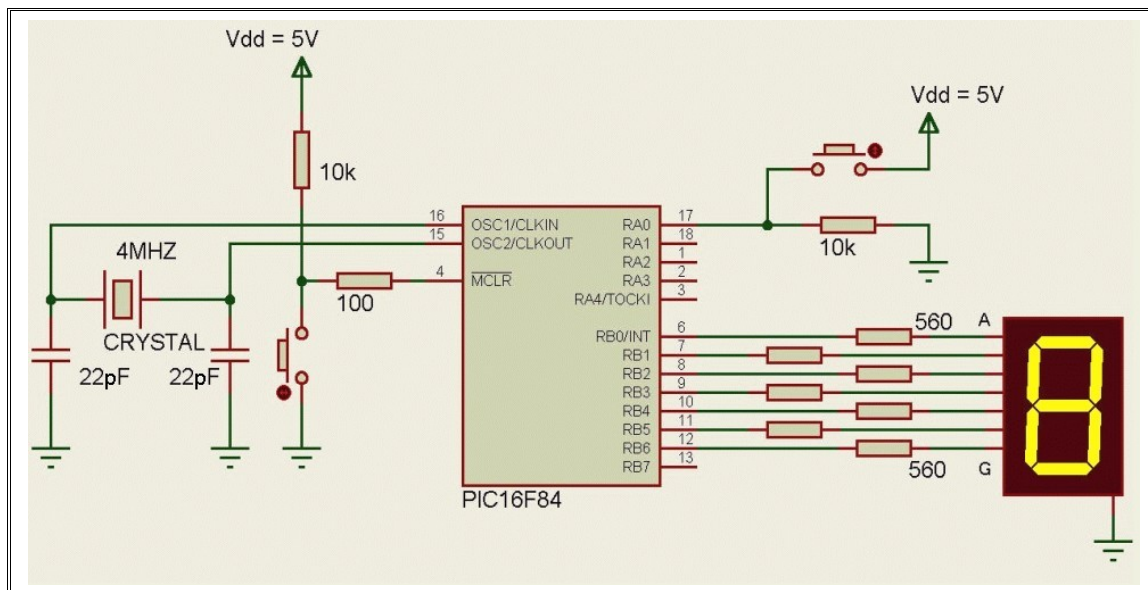 Vdd = 5V
Vdd = 5V
10k
16
OSC1/CLKIN
RA0
17
15
OSC2/CLKOUT
RA1
18
10k
4MHZ
RA2
1
4
MCLR
RA3
2
100
RA4/TOCKI
3
CRYSTAL
22pF
22pF
RB0/INT
6
560
A
RB1
7
RB2
8
RB3
9
RB4
10
RB5
11
RB6
12
RB7
13
560
G
PIC16F84